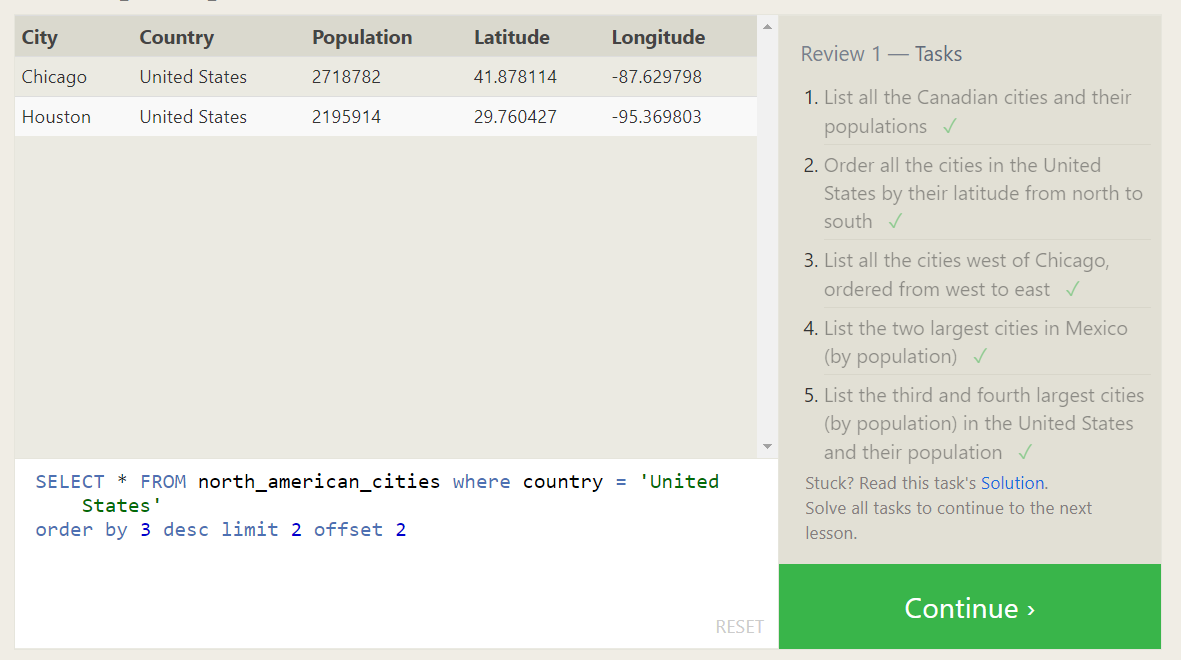 City Country Population Latitude Longitude
Chicago United States 2718782 41.878114 -87.629798
Houston United States 2195914 29.760427 -95.369803
SELECT * FROM north_american_cities where country = 'United
States'
order by 3 desc limit 2 offset 2
RESET
Review 1 — Tasks
1. List all the Canadian cities and their
populations ✓
2. Order all the cities in the United
States by their latitude from north to
south ✓
3. List all the cities west of Chicago,
ordered from west to east ✓
4. List the two largest cities in Mexico
(by population) ✓
5. List the third and fourth largest cities
(by population) in the United States
and their population ✓
Stuck? Read this task's Solution.
Solve all tasks to continue to the next
lesson.
Continue ›